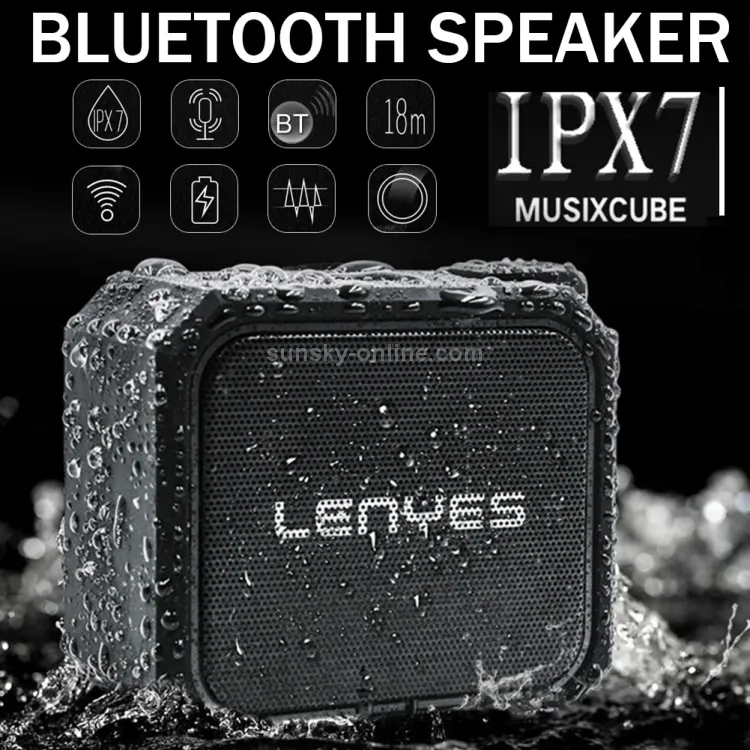 BLUETOOTH SPEAKER
IPX7
BT
18m
IPX7
MUSIXCUBE
sunsky-online.com
LENYES